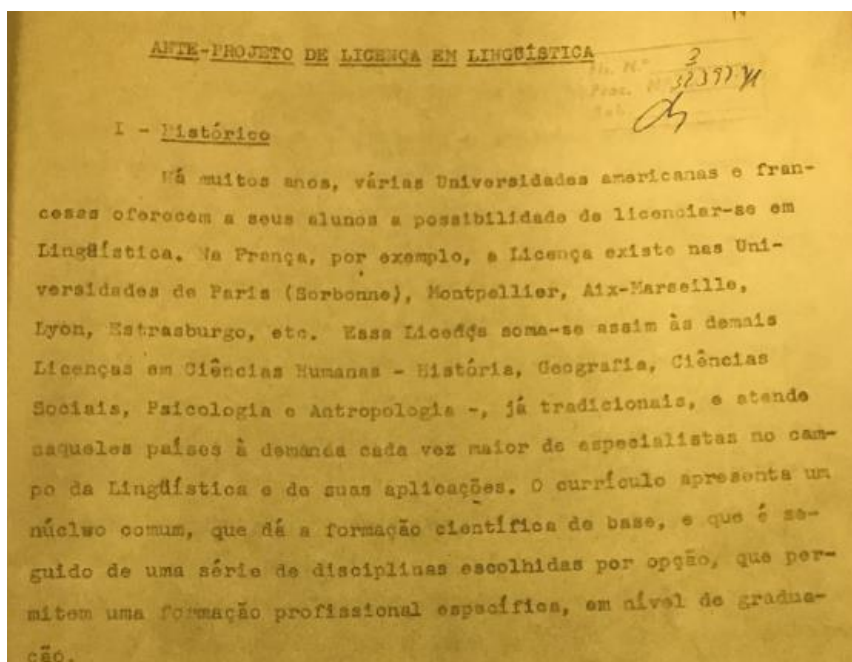 ANTE-PROJETO DE LICENÇA EM LINGÜÍSTICA
Fls. N.º 3
Proc. N.º
I - Histórico
Há muitos anos, várias Universidades americanas e fran-
cesas oferecem a seus alunos a possibilidade de licenciar-se em
Lingüística. Na França, por exemplo, a Licença existe nas Uni-
versidades de Paris (Sorbonne), Montpellier, Aix-Marseille,
Lyon, Estrasburgo, etc. Essa Licença soma-se assim às demais
Licenças em Ciências Humanas - História, Geografia, Ciências
Sociais, Psicologia e Antropologia -, já tradicionais, e atende
naqueles países à demanda cada vez maior de especialistas no cam-
po da Lingüística e de suas aplicações. O currículo apresenta um
núclwo comum, que dá a formação científica de base, e que é se-
guido de uma série de disciplinas escolhidas por opção, que per-
mitem uma formação profissional específica, em nível de gradua-
ção.